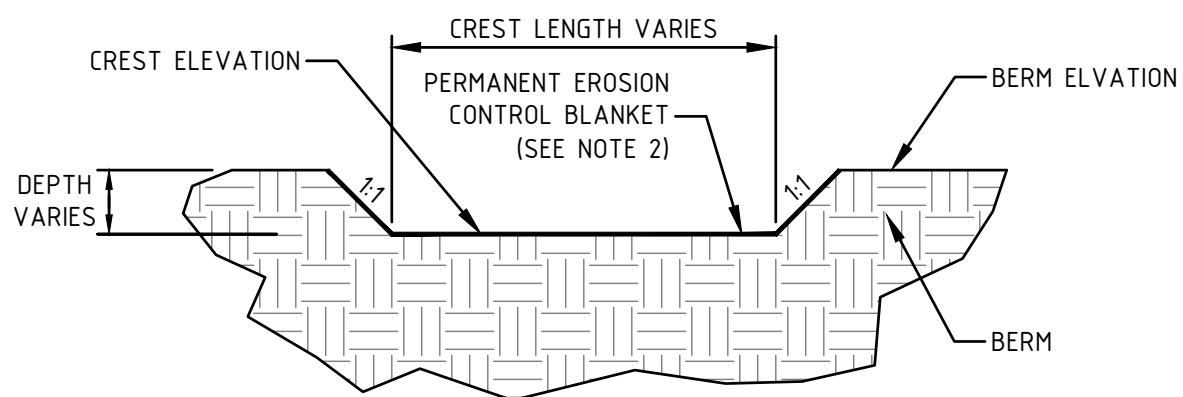 CREST LENGTH VARIES
CREST ELEVATION
PERMANENT EROSION
CONTROL BLANKET
(SEE NOTE 2)
BERM ELVATION
DEPTH
VARIES
1:1
1:1
BERM